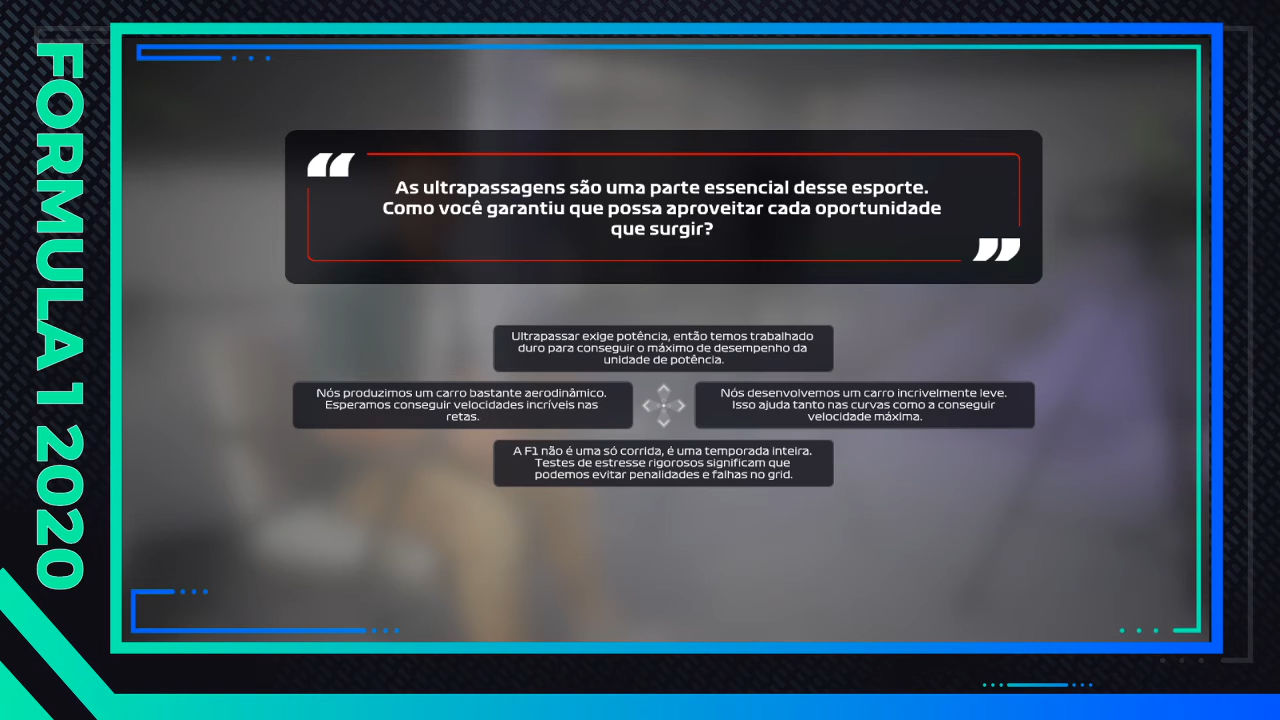 FORMULA 1 2020
As ultrapassagens são uma parte essencial desse esporte.
Como você garantiu que possa aproveitar cada oportunidade
que surgir?
Ultrapassar exige potência, então temos trabalhado
duro para conseguir o máximo de desempenho da
unidade de potência.
Nós produzimos um carro bastante aerodinâmico.
Esperamos conseguir velocidades incríveis nas
retas.
Nós desenvolvemos um carro incrivelmente leve.
Isso ajuda tanto nas curvas como a conseguir
velocidade máxima.
A F1 não é uma só corrida, é uma temporada inteira.
Testes de estresse rigorosos significam que
podemos evitar penalidades e falhas no grid.